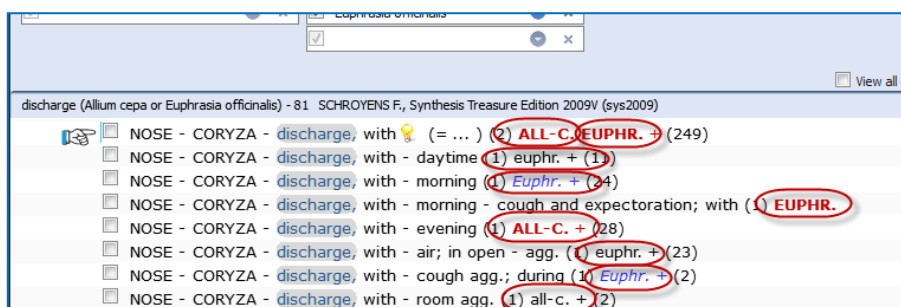 Euphrasia officinalis
View all
discharge (Allium cepa or Euphrasia officinalis) - 81 SCHROYENS F., Synthesis Treasure Edition 2009V (sys2009)
NOSE - CORYZA - discharge, with (= ... ) (2) ALL-C. EUPHR. + (249)
NOSE - CORYZA - discharge, with - daytime (1) euphr. + (11)
NOSE - CORYZA - discharge, with - morning (1) Euphr. + (24)
NOSE - CORYZA - discharge, with - morning - cough and expectoration; with (1) EUPHR.
NOSE - CORYZA - discharge, with - evening (1) ALL-C. + (28)
NOSE - CORYZA - discharge, with - air; in open - agg. (1) euphr. + (23)
NOSE - CORYZA - discharge, with - cough agg.; during (1) Euphr. + (2)
NOSE - CORYZA - discharge, with - room agg. (1) all-c. + (2)